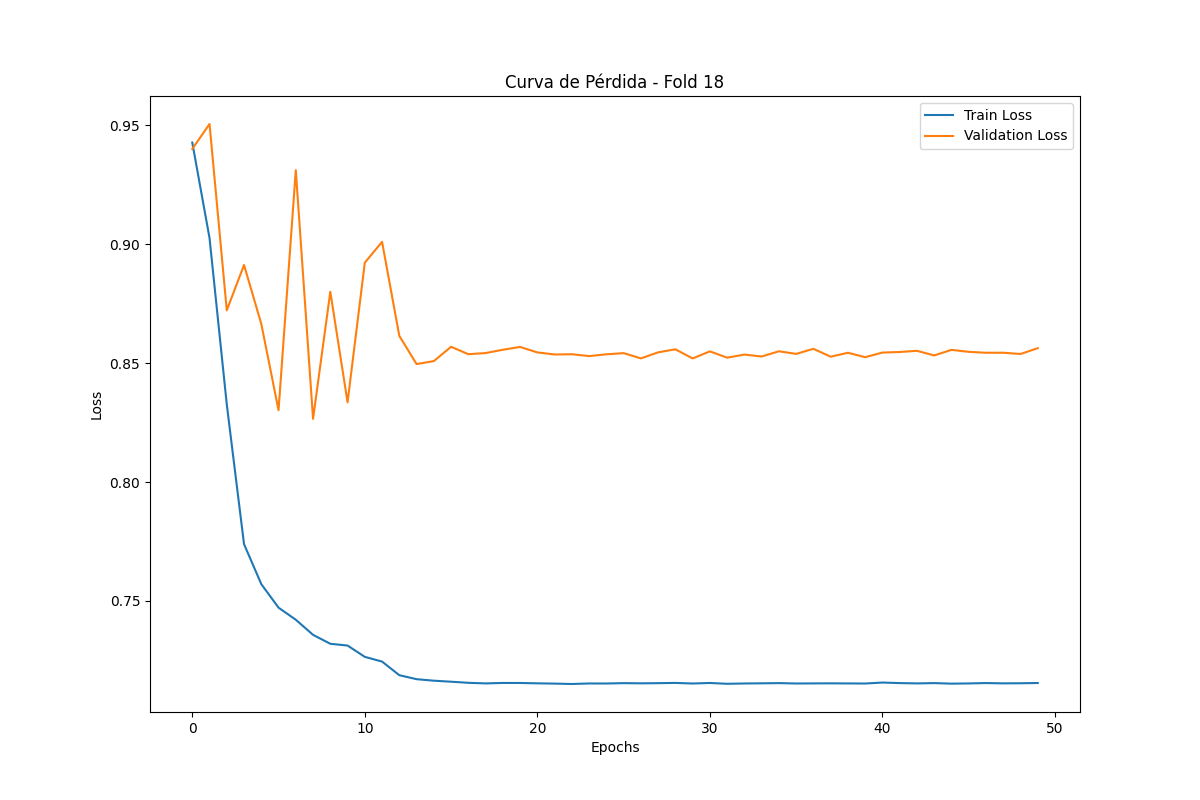 Curva de Pérdida - Fold 18
Train Loss
Validation Loss
0.95
0.90
0.85
0.80
0.75
Loss
0 10 20 30 40 50
Epochs